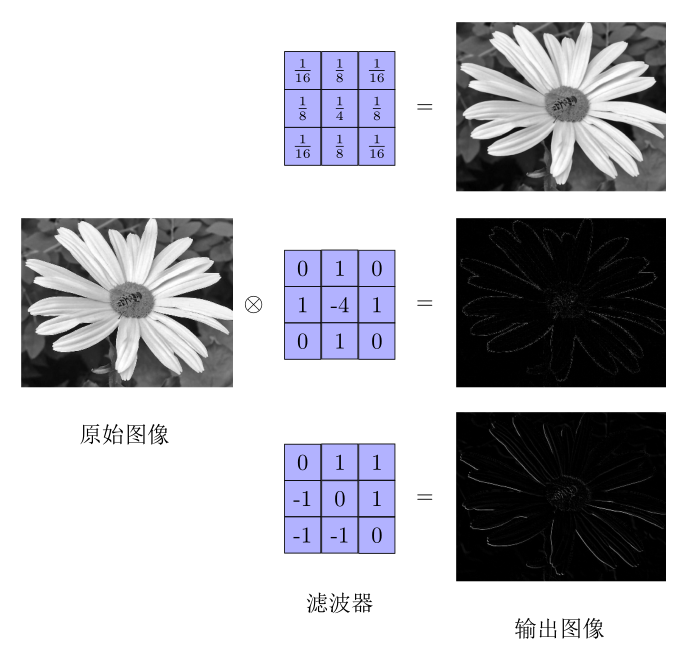 1/16 1/8 1/16
1/8 1/4 1/8 =
1/16 1/8 1/16
0 1 0
⊗ 1 -4 1 =
0 1 0
原始图像
0 1 1
-1 0 1 =
-1 -1 0
滤波器
输出图像